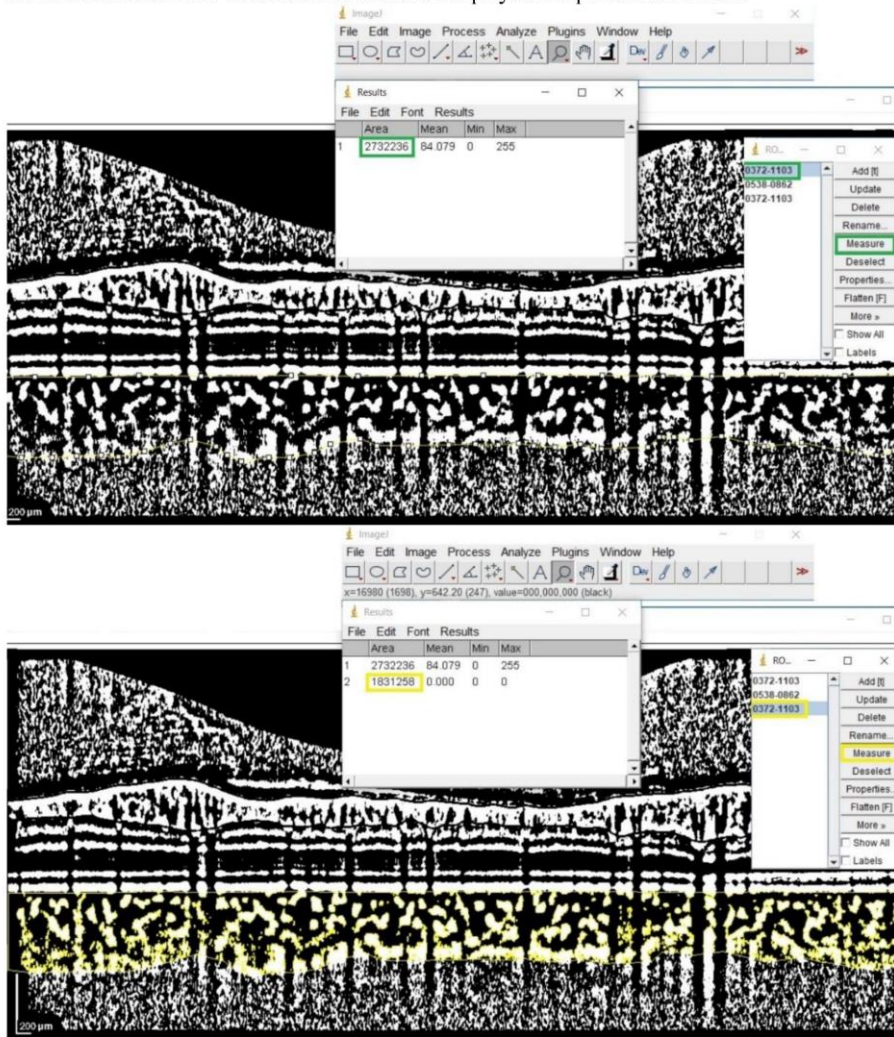 ImageJ
File Edit Image Process Analyze Plugins Window Help
Dev
Results
File Edit Font Results
Area Mean Min Max
1 2732236 84.079 0 255
RO...
0372-1103
0538-0862
0372-1103
Add [t]
Update
Delete
Rename...
Measure
Deselect
Properties...
Flatten [F]
More »
Show All
Labels
200 µm
ImageJ
File Edit Image Process Analyze Plugins Window Help
Dev
x=16980 (1698), y=642.20 (247), value=000,000,000 (black)
Results
File Edit Font Results
Area Mean Min Max
1 2732236 84.079 0 255
2 1831258 0.000 0 0
RO...
0372-1103
0538-0862
0372-1103
Add [t]
Update
Delete
Rename...
Measure
Deselect
Properties...
Flatten [F]
More »
Show All
Labels
200 µm